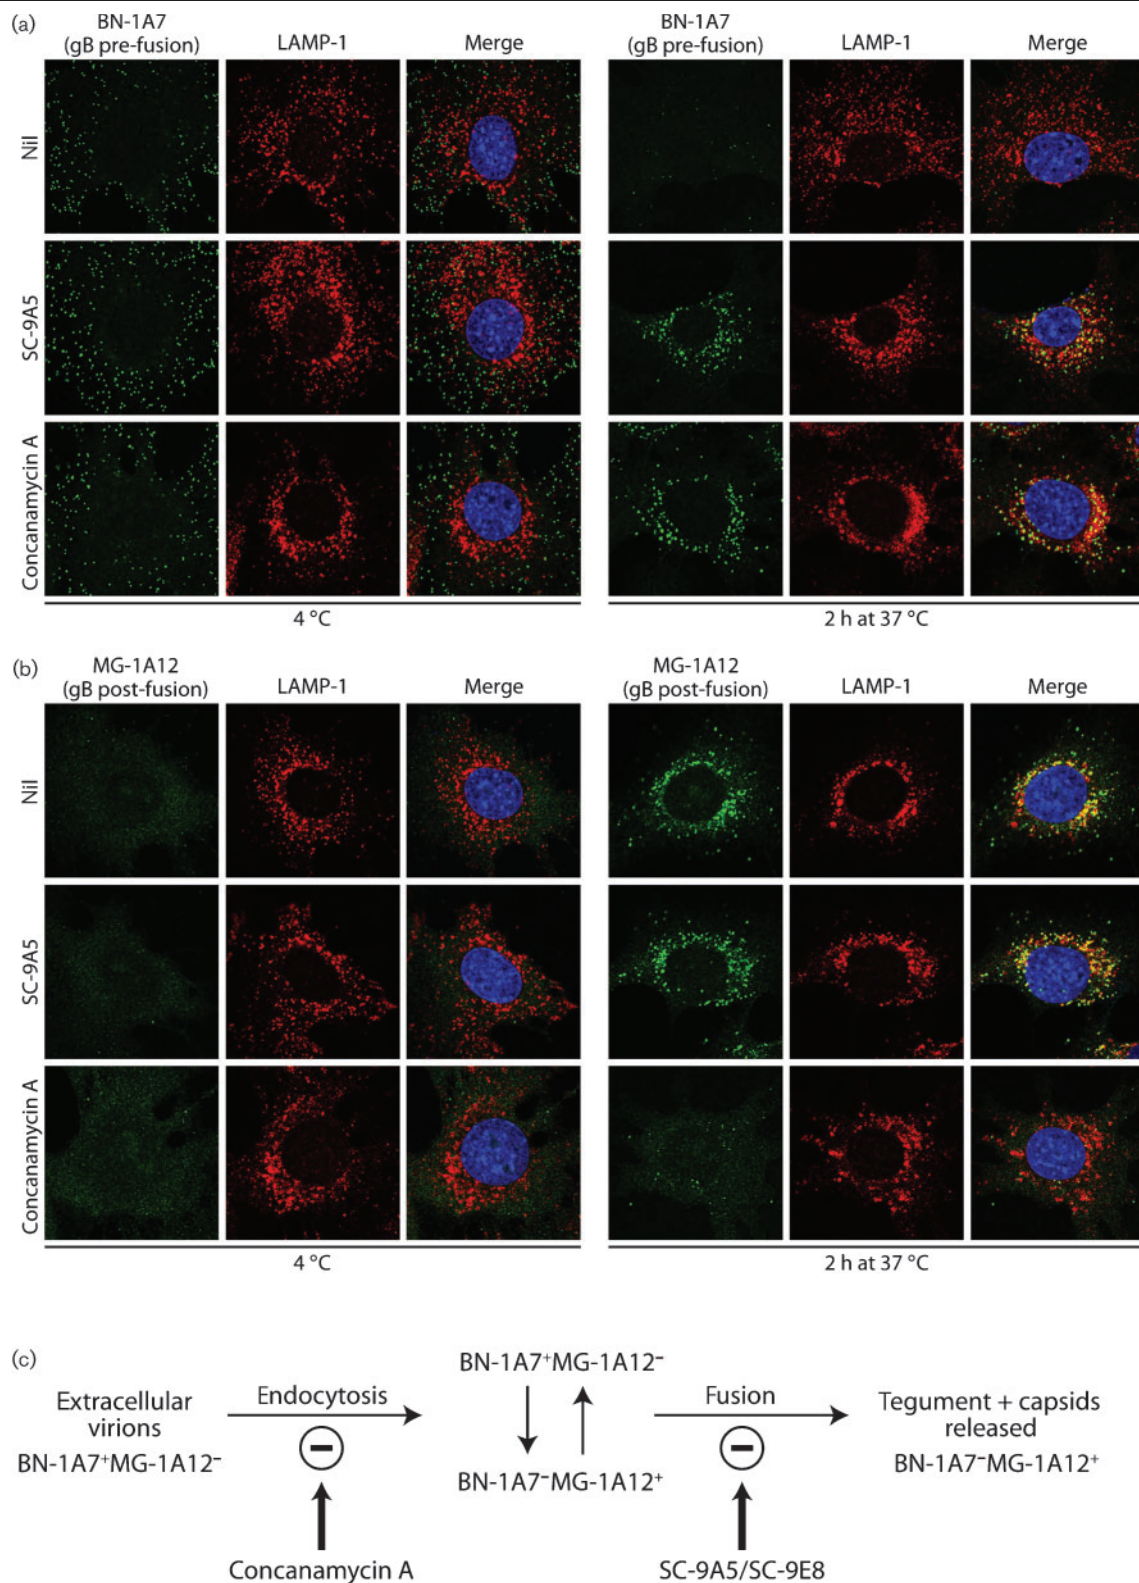 (a)
BN-1A7
(gB pre-fusion)
LAMP-1
Merge
BN-1A7
(gB pre-fusion)
LAMP-1
Merge
Nil
SC-9A5
Concanamycin A
4 °C
2 h at 37 °C
(b)
MG-1A12
(gB post-fusion)
LAMP-1
Merge
MG-1A12
(gB post-fusion)
LAMP-1
Merge
Nil
SC-9A5
Concanamycin A
4 °C
2 h at 37 °C
(c)
Extracellular
virions
BN-1A7⁺MG-1A12⁻
Endocytosis
Concanamycin A
BN-1A7⁺MG-1A12⁻
BN-1A7⁻MG-1A12⁺
Fusion
SC-9A5/SC-9E8
Tegument + capsids
released
BN-1A7⁻MG-1A12⁺